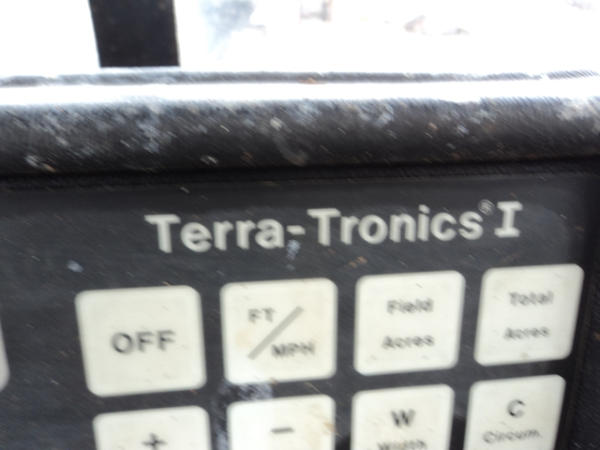 Terra-Tronics® I
OFF
FT / MPH
Field Acres
Total Acres
+
−
W Width
C Circum.